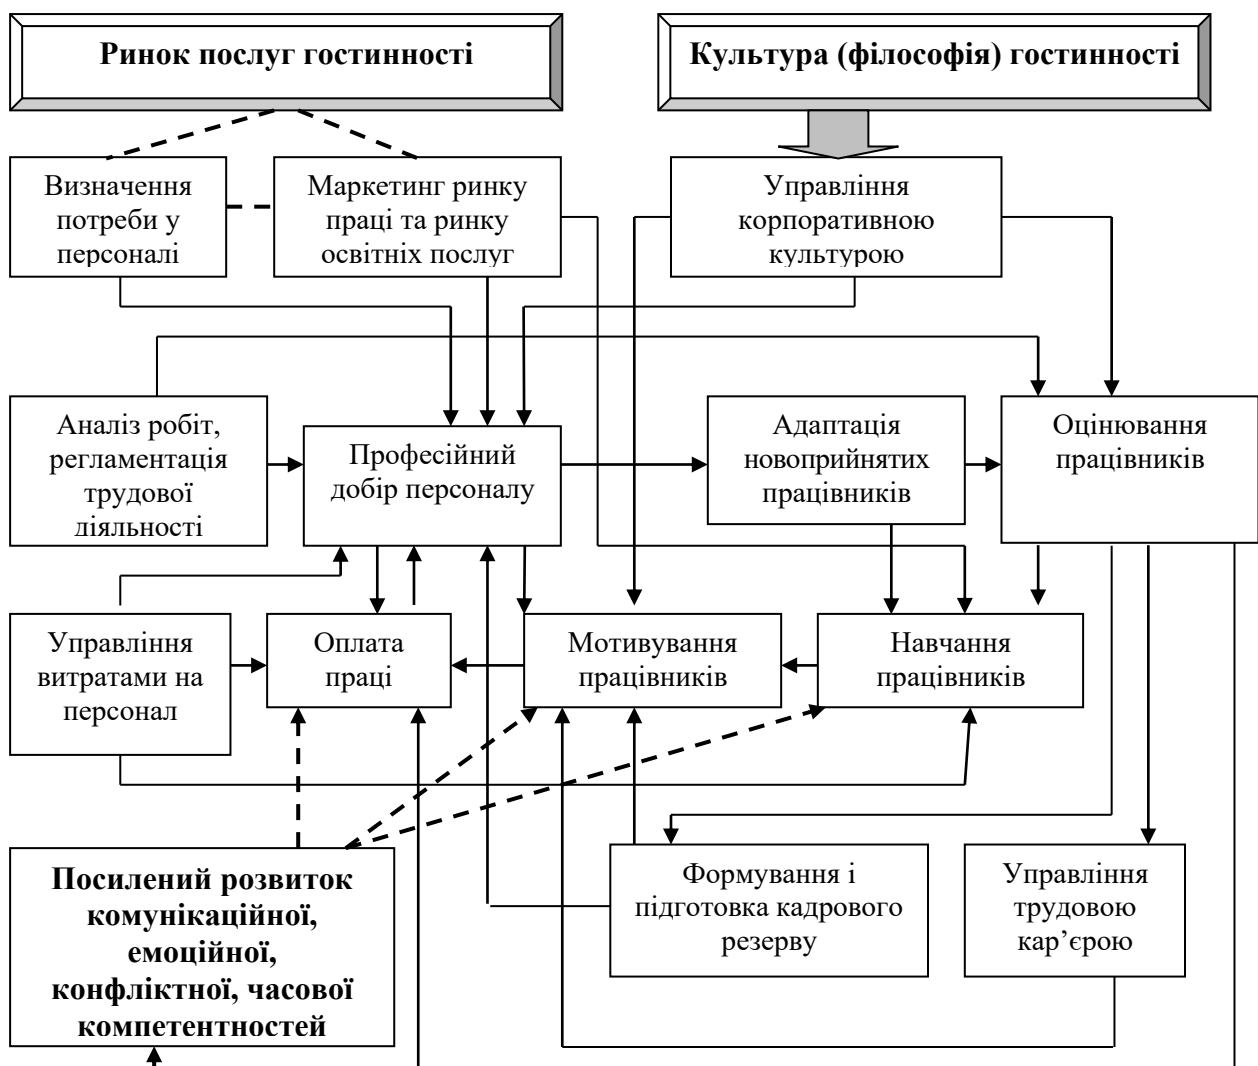 Ринок послуг гостинності
Культура (філософія) гостинності
Визначення
потреби у
персоналі
Маркетинг ринку
праці та ринку
освітніх послуг
Управління
корпоративною
культурою
Аналіз робіт,
регламентація
трудової
діяльності
Професійний
добір персоналу
Адаптація
новоприйнятих
працівників
Оцінювання
працівників
Управління
витратами на
персонал
Оплата
праці
Мотивування
працівників
Навчання
працівників
Посилений розвиток
комунікаційної,
емоційної,
конфліктної, часової
компетентностей
Формування і
підготовка кадрового
резерву
Управління
трудовою
кар’єрою